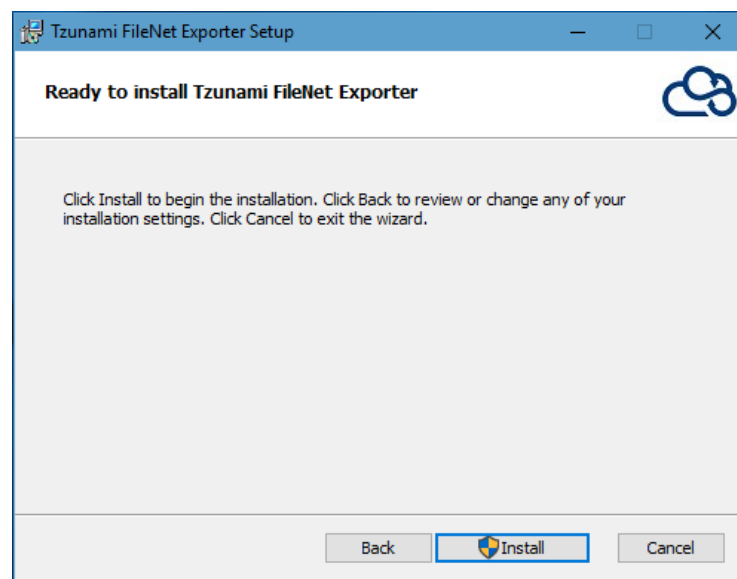 Tzunami FileNet Exporter Setup
Ready to install Tzunami FileNet Exporter
Click Install to begin the installation. Click Back to review or change any of your
installation settings. Click Cancel to exit the wizard.
Back
Install
Cancel